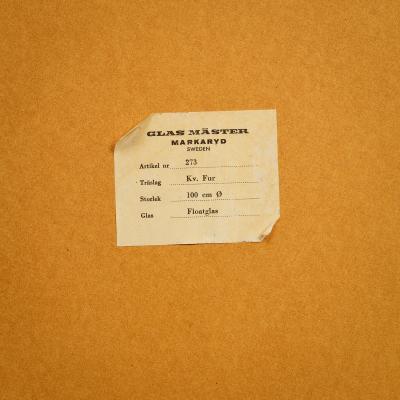 GLAS MÄSTER
MARKARYD
SWEDEN
Artikel nr 273
Träslag Kv. Fur
Storlek 100 cm Ø
Glas Floatglas